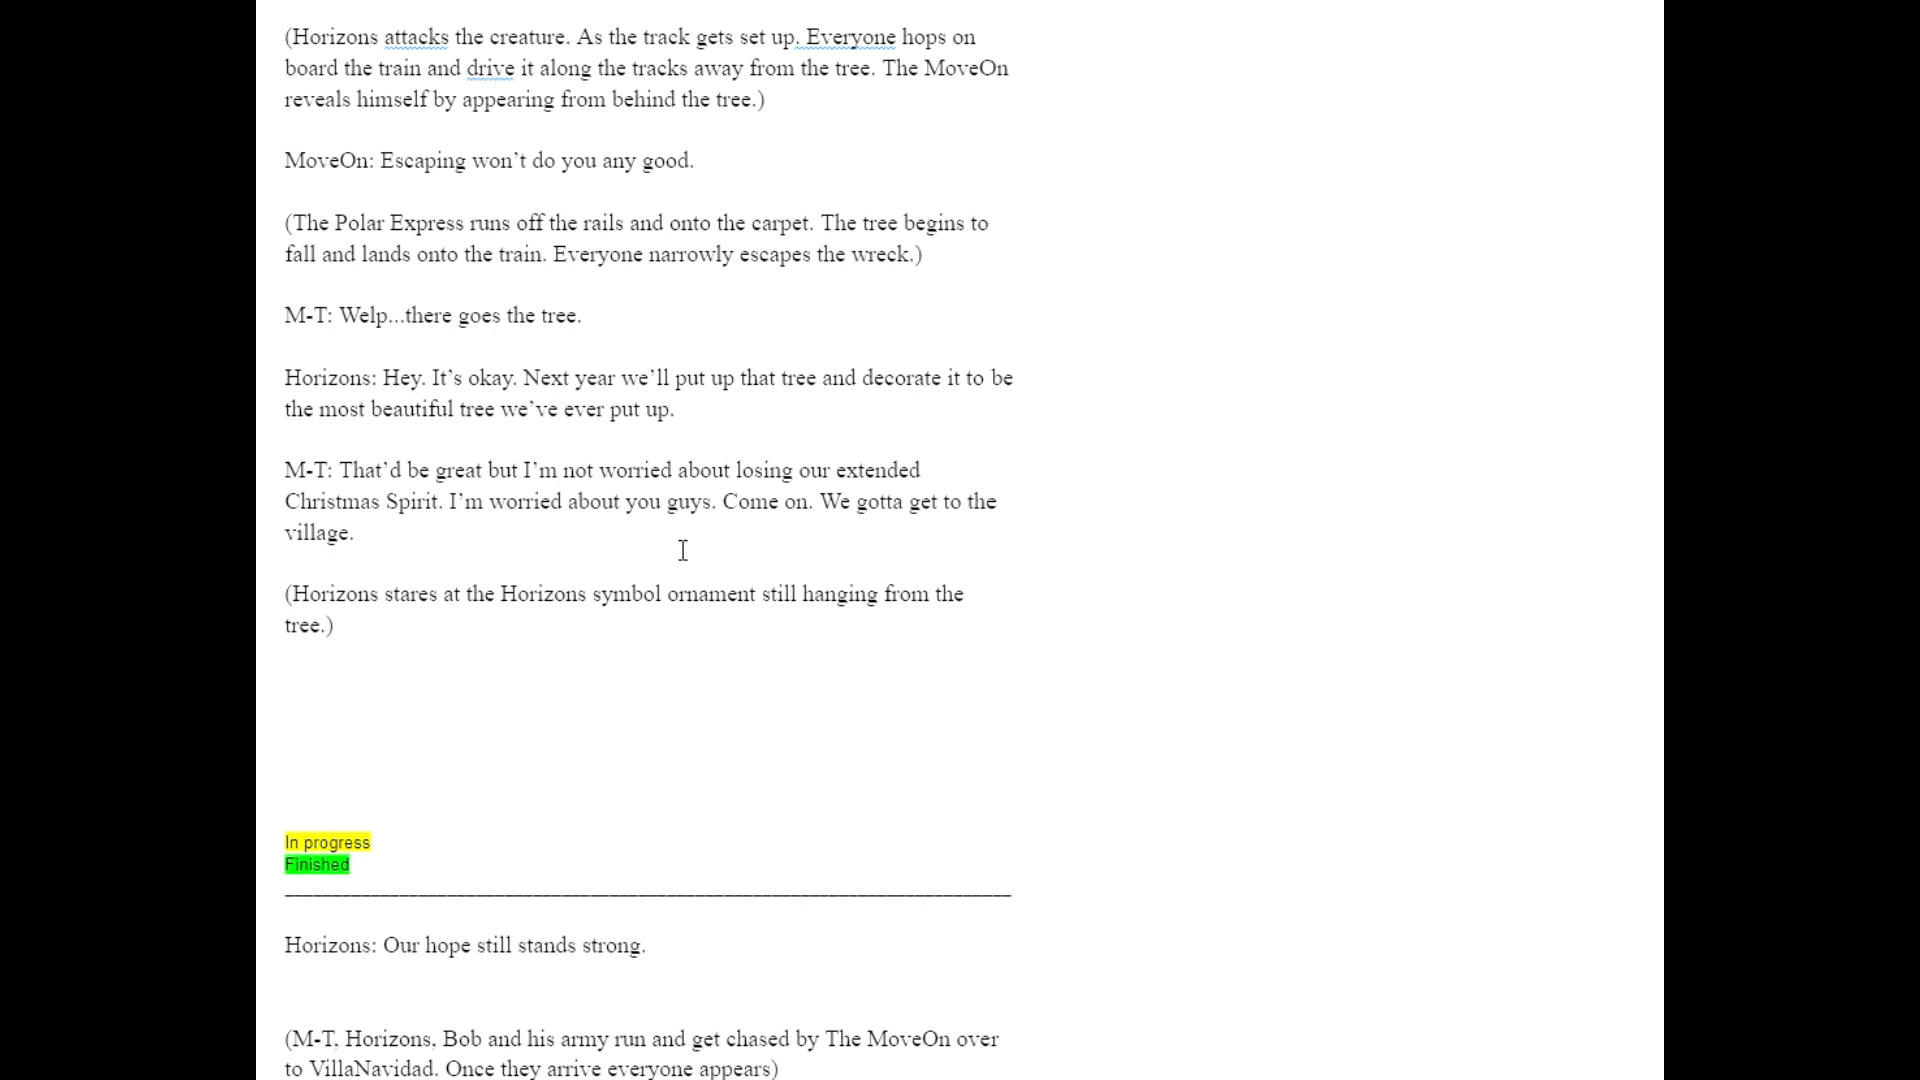 (Horizons attacks the creature. As the track gets set up. Everyone hops on
board the train and drive it along the tracks away from the tree. The MoveOn
reveals himself by appearing from behind the tree.)
MoveOn: Escaping won’t do you any good.
(The Polar Express runs off the rails and onto the carpet. The tree begins to
fall and lands onto the train. Everyone narrowly escapes the wreck.)
M-T: Welp...there goes the tree.
Horizons: Hey. It’s okay. Next year we’ll put up that tree and decorate it to be
the most beautiful tree we’ve ever put up.
M-T: That’d be great but I’m not worried about losing our extended
Christmas Spirit. I’m worried about you guys. Come on. We gotta get to the
village.
(Horizons stares at the Horizons symbol ornament still hanging from the
tree.)
In progress
Finished
Horizons: Our hope still stands strong.
(M-T, Horizons, Bob and his army run and get chased by The MoveOn over
to VillaNavidad. Once they arrive everyone appears)